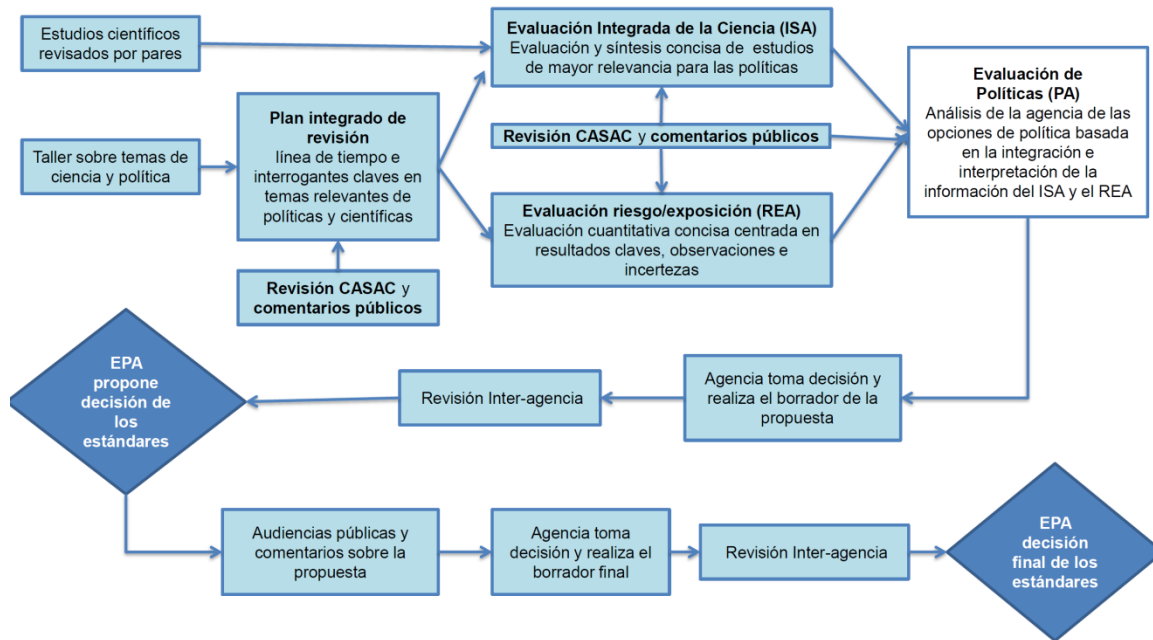 Estudios científicos
revisados por pares
Evaluación Integrada de la Ciencia (ISA)
Evaluación y síntesis concisa de estudios
de mayor relevancia para las políticas
Evaluación de
Políticas (PA)
Análisis de la agencia de las
opciones de política basada
en la integración e
interpretación de la
información del ISA y el REA
Taller sobre temas de
ciencia y política
Plan integrado de
revisión
línea de tiempo e
interrogantes claves en
temas relevantes de
políticas y científicas
Revisión CASAC y comentarios públicos
Evaluación riesgo/exposición (REA)
Evaluación cuantitativa concisa centrada en
resultados claves, observaciones e
incertezas
Revisión CASAC y
comentarios públicos
EPA
propone
decisión de
los
estándares
Revisión Inter-agencia
Agencia toma decisión y
realiza el borrador de la
propuesta
Audiencias públicas y
comentarios sobre la
propuesta
Agencia toma
decisión y realiza el
borrador final
Revisión Inter-agencia
EPA
decisión
final de los
estándares